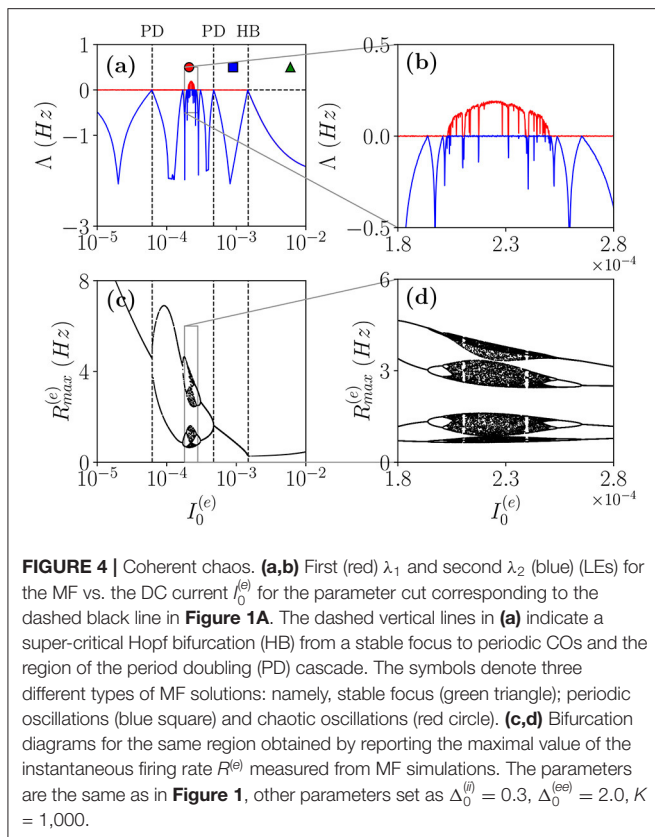 PD PD HB
(a) (b)
Λ (Hz)
0
−1
−3
10⁻⁵ 10⁻⁴ 10⁻³ 10⁻²
Λ (Hz)
0.5
0.0
−0.5
1.8 2.3 2.8
×10⁻⁴
(c) (d)
R_max^(e) (Hz)
8
4
0
10⁻⁵ 10⁻⁴ 10⁻³ 10⁻²
I₀^(e)
R_max^(e) (Hz)
6
3
0
1.8 2.3 2.8
×10⁻⁴
I₀^(e)
FIGURE 4 | Coherent chaos. (a,b) First (red) λ₁ and second λ₂ (blue) (LEs) for
the MF vs. the DC current I₀^(e) for the parameter cut corresponding to the
dashed black line in Figure 1A. The dashed vertical lines in (a) indicate a
super-critical Hopf bifurcation (HB) from a stable focus to periodic COs and the
region of the period doubling (PD) cascade. The symbols denote three
different types of MF solutions: namely, stable focus (green triangle); periodic
oscillations (blue square) and chaotic oscillations (red circle). (c,d) Bifurcation
diagrams for the same region obtained by reporting the maximal value of the
instantaneous firing rate R^(e) measured from MF simulations. The parameters
are the same as in Figure 1, other parameters set as Δ₀^(ii) = 0.3, Δ₀^(ee) = 2.0, K
= 1,000.